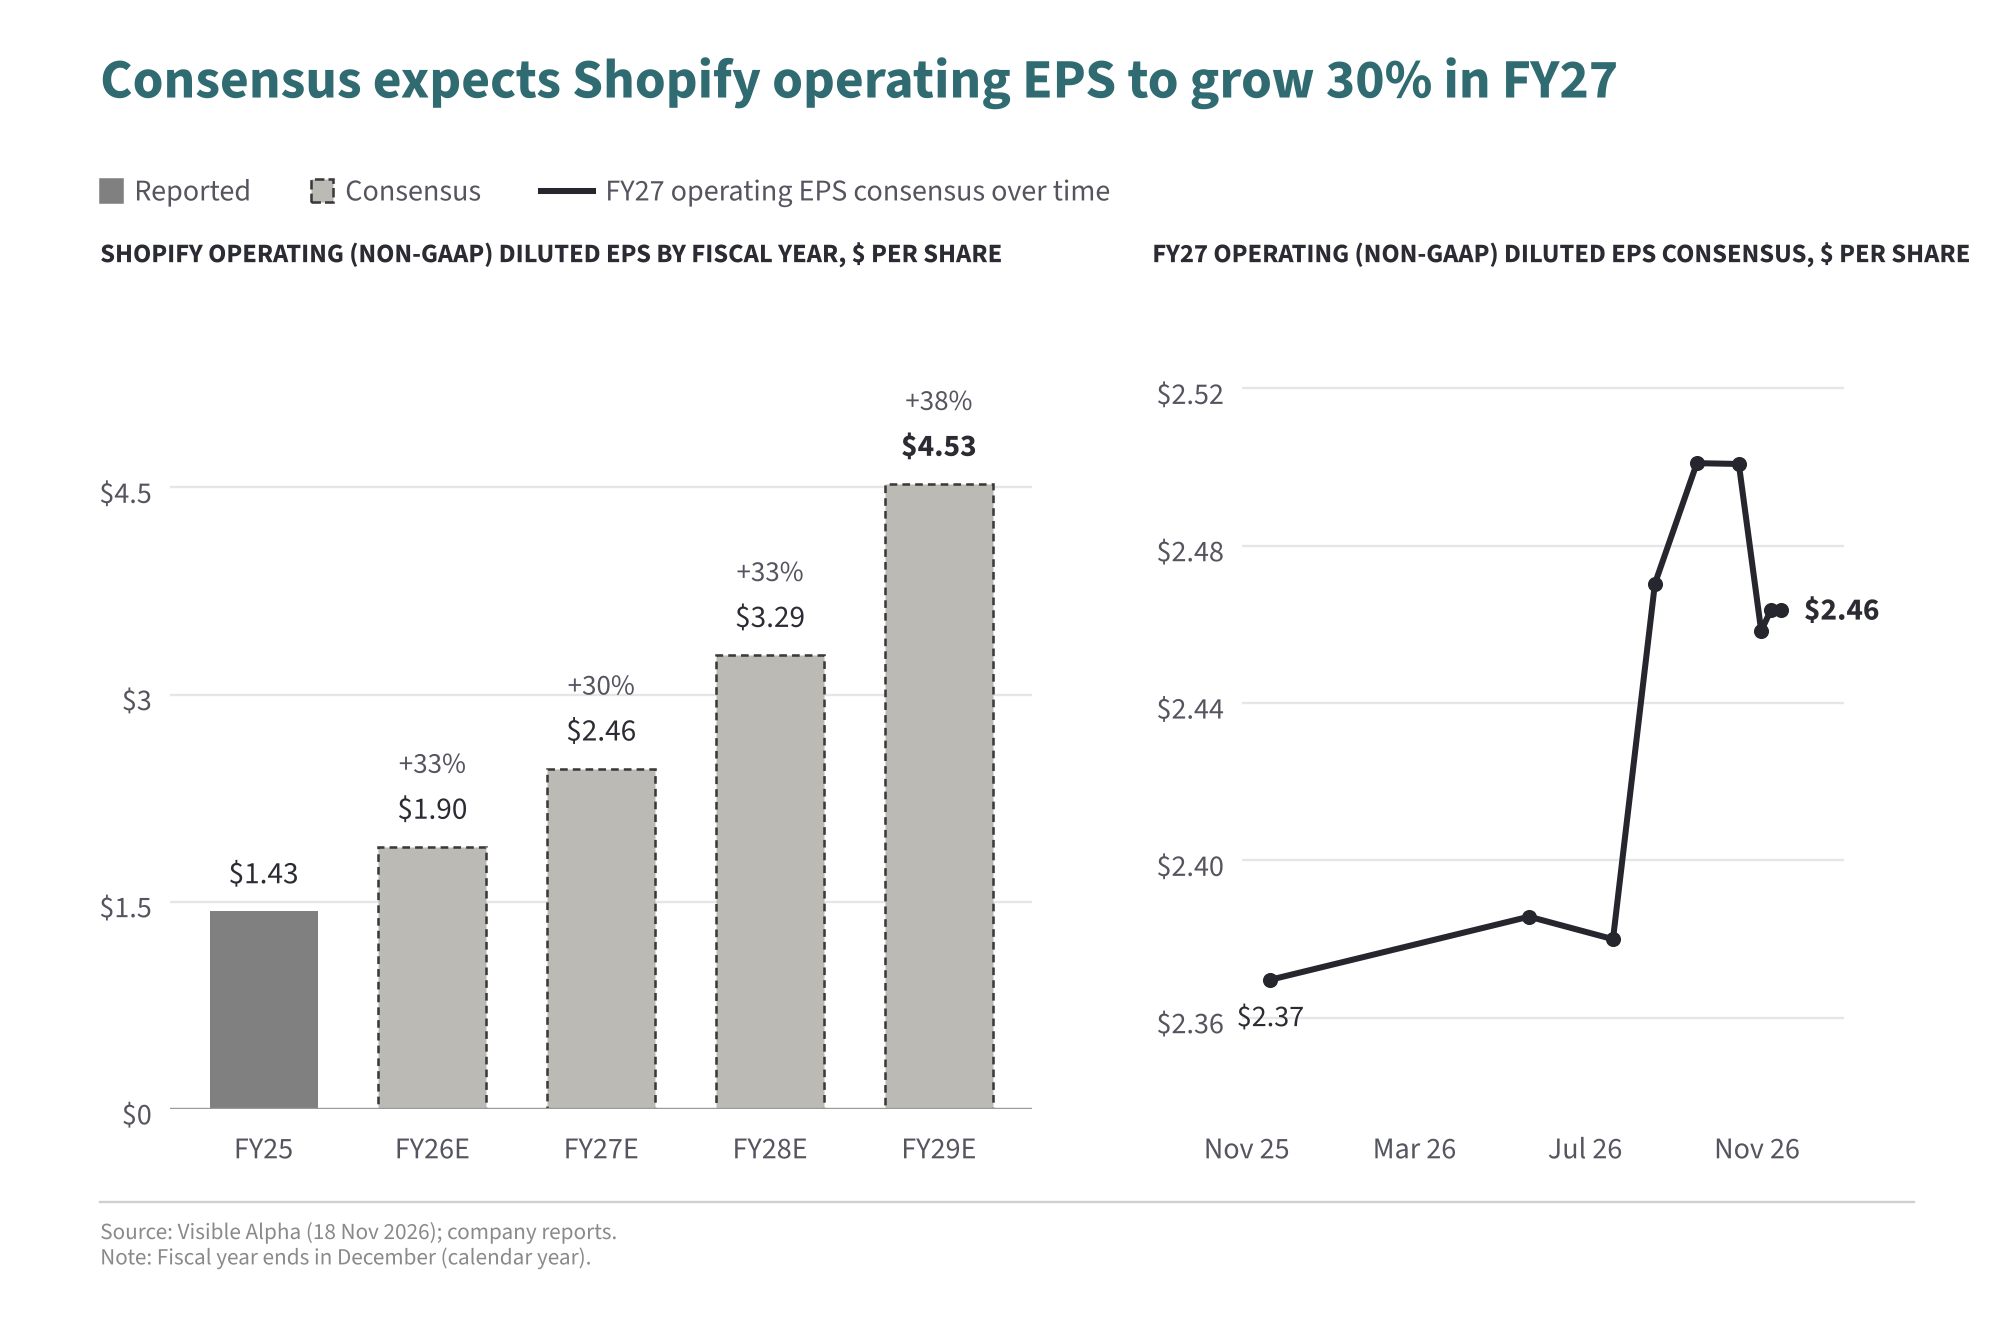 Consensus expects Shopify operating EPS to grow 30% in FY27
Reported
Consensus
FY27 operating EPS consensus over time
SHOPIFY OPERATING (NON-GAAP) DILUTED EPS BY FISCAL YEAR, $ PER SHARE
$4.5
$3
$1.5
$0
$1.43
+33%
$1.90
+30%
$2.46
+33%
$3.29
+38%
$4.53
FY25
FY26E
FY27E
FY28E
FY29E
FY27 OPERATING (NON-GAAP) DILUTED EPS CONSENSUS, $ PER SHARE
$2.52
$2.48
$2.44
$2.40
$2.36
$2.37
$2.46
Nov 25
Mar 26
Jul 26
Nov 26
Source: Visible Alpha (18 Nov 2026); company reports.
Note: Fiscal year ends in December (calendar year).